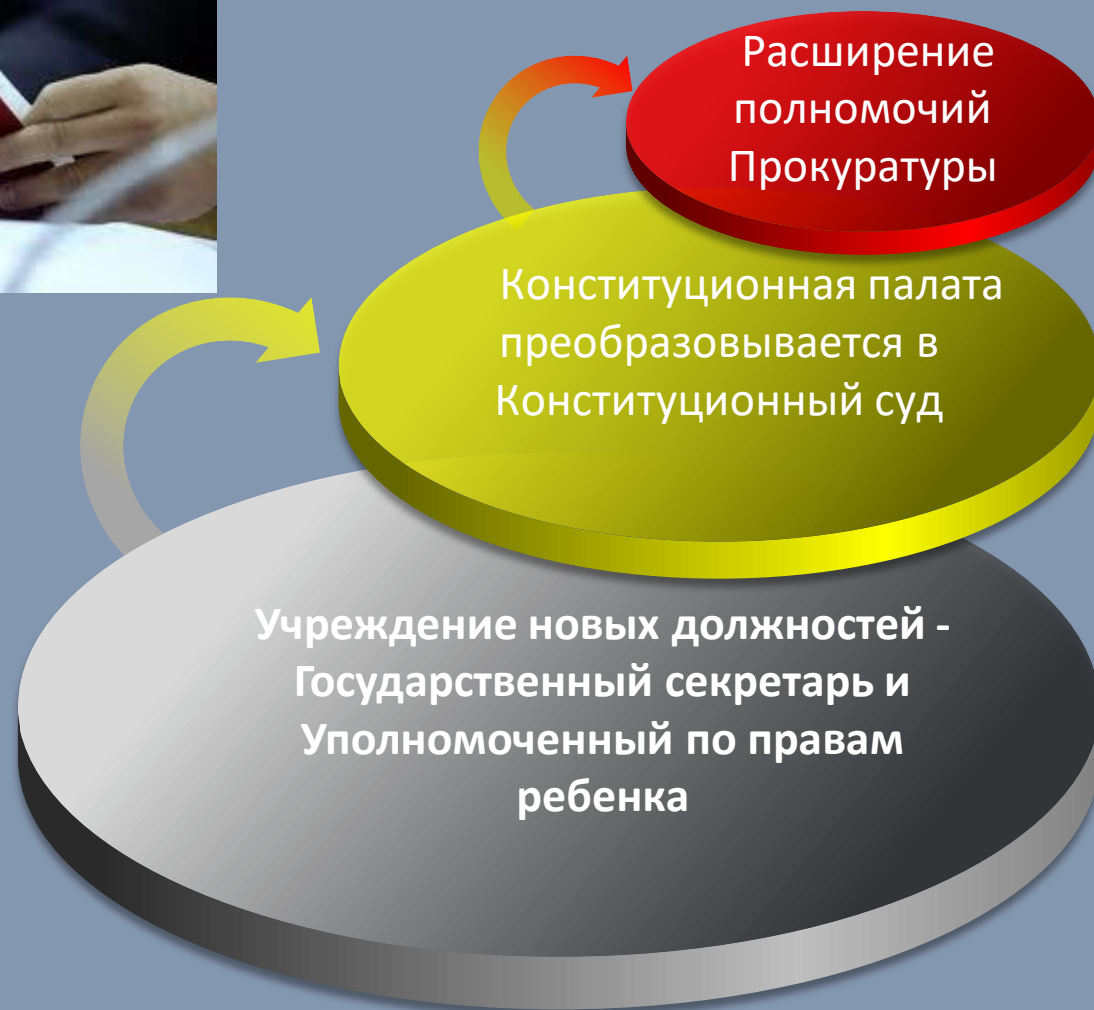 Расширение
полномочий
Прокуратуры
Конституционная палата
преобразовывается в
Конституционный суд
Учреждение новых должностей -
Государственный секретарь и
Уполномоченный по правам
ребенка